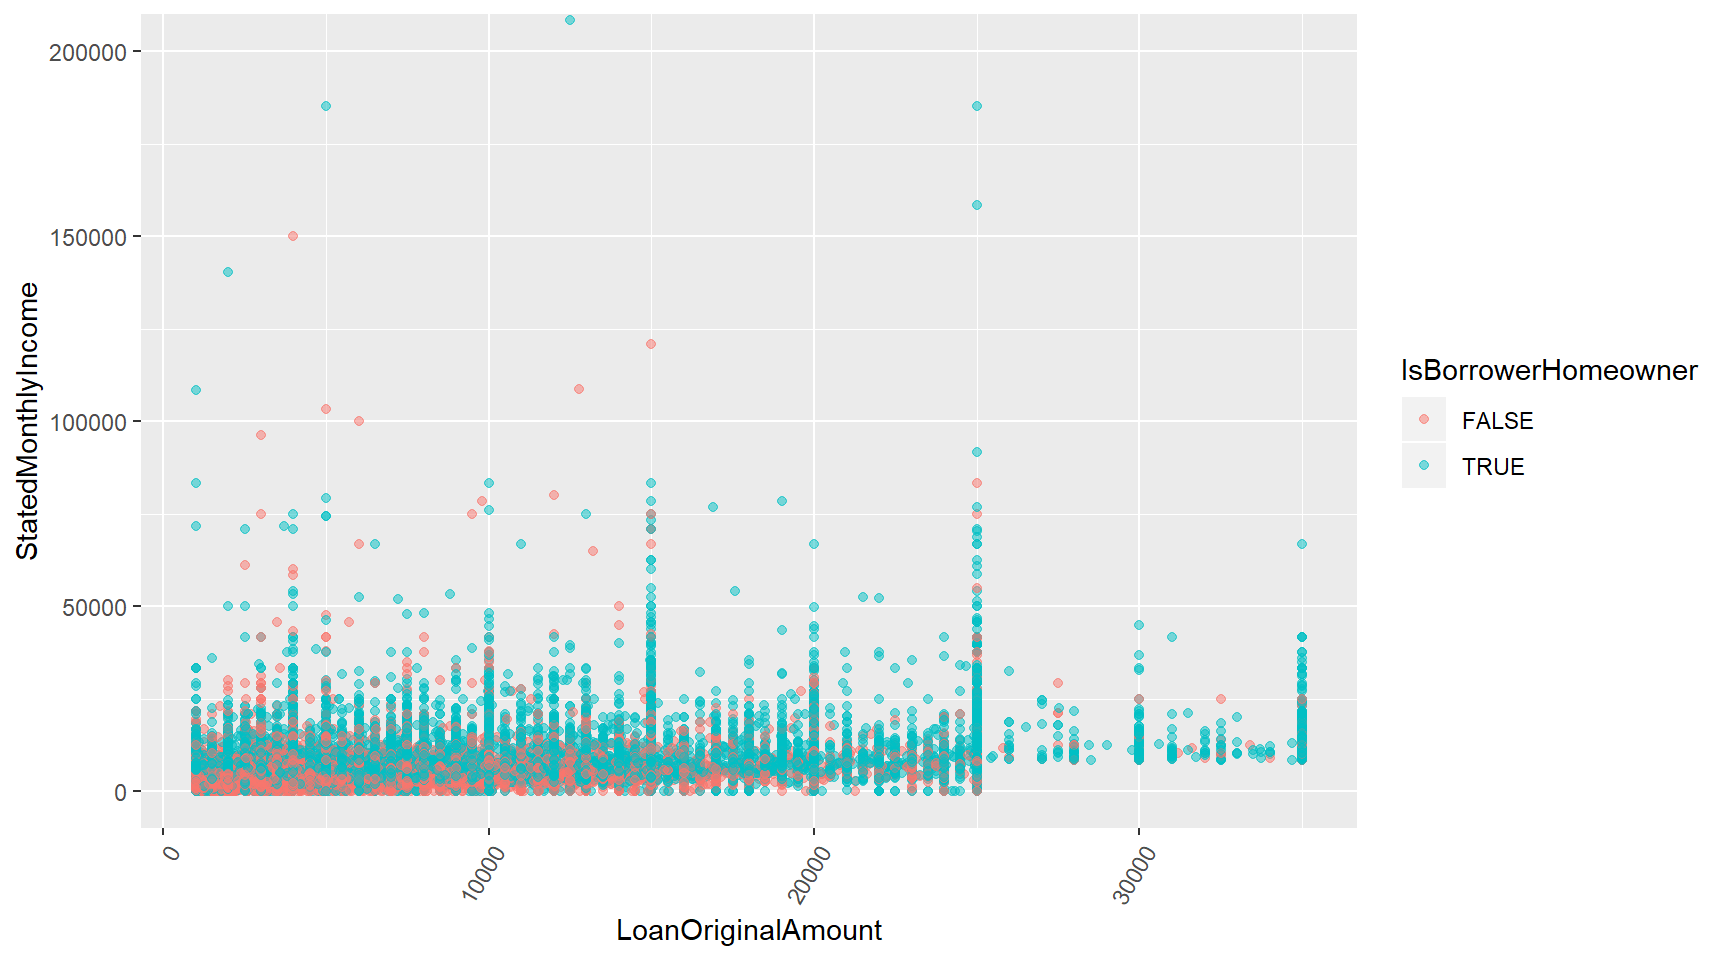 200000
150000
100000
50000
0
StatedMonthlyIncome
0
10000
20000
30000
LoanOriginalAmount
IsBorrowerHomeowner
FALSE
TRUE